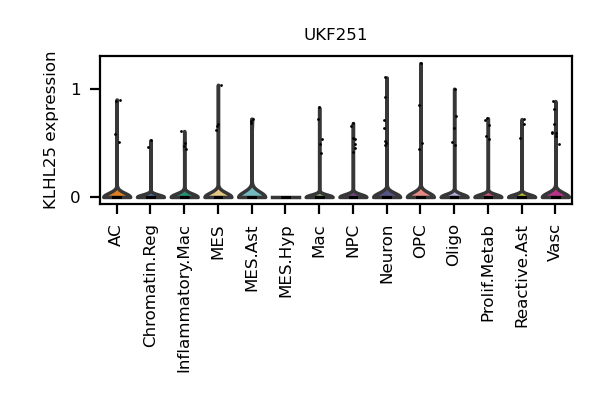 UKF251
KLHL25 expression
1
0
AC
Chromatin.Reg
Inflammatory.Mac
MES
MES.Ast
MES.Hyp
Mac
NPC
Neuron
OPC
Oligo
Prolif.Metab
Reactive.Ast
Vasc